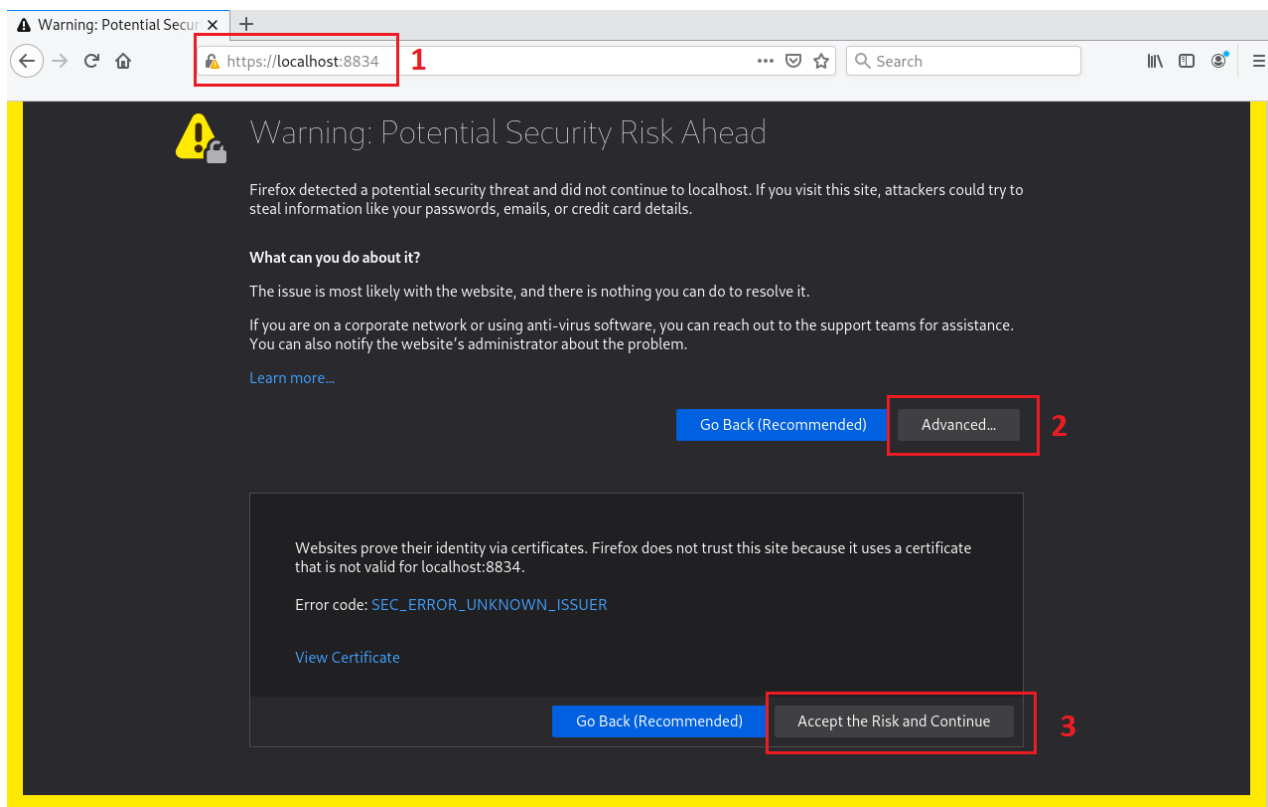 Warning: Potential Secur
https://localhost:8834
1
Search
Warning: Potential Security Risk Ahead
Firefox detected a potential security threat and did not continue to localhost. If you visit this site, attackers could try to
steal information like your passwords, emails, or credit card details.
What can you do about it?
The issue is most likely with the website, and there is nothing you can do to resolve it.
If you are on a corporate network or using anti-virus software, you can reach out to the support teams for assistance.
You can also notify the website's administrator about the problem.
Learn more...
Go Back (Recommended)
Advanced...
2
Websites prove their identity via certificates. Firefox does not trust this site because it uses a certificate
that is not valid for localhost:8834.
Error code: SEC_ERROR_UNKNOWN_ISSUER
View Certificate
Go Back (Recommended)
Accept the Risk and Continue
3